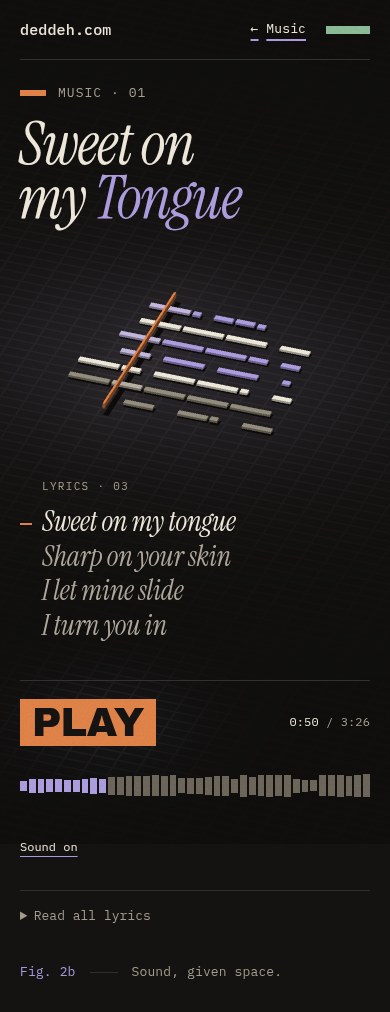 deddeh.com
← Music
MUSIC · 01
Sweet on
my Tongue
LYRICS · 03
Sweet on my tongue
Sharp on your skin
I let mine slide
I turn you in
PLAY
0:50 / 3:26
Sound on
Read all lyrics
Fig. 2b
Sound, given space.